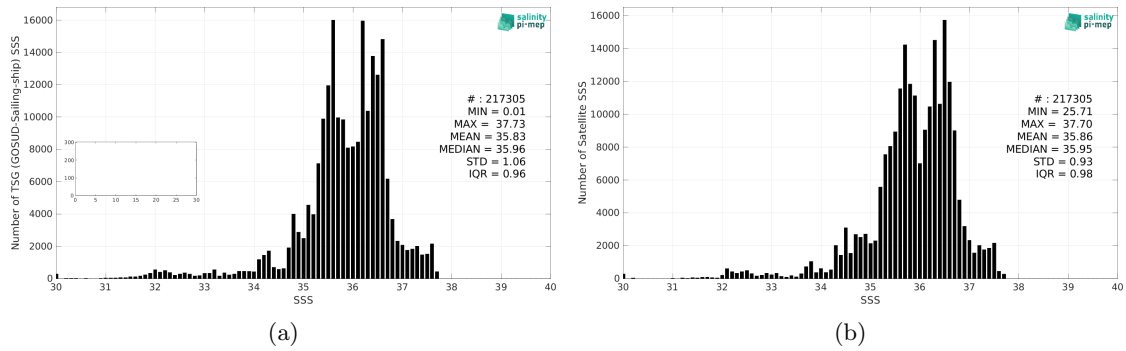 Number of TSG (GOSUD-Sailing-ship) SSS
16000
14000
12000
10000
8000
6000
4000
2000
0
salinity
pi-mep
# : 217305
MIN = 0.01
MAX = 37.73
MEAN = 35.83
MEDIAN = 35.96
STD = 1.06
IQR = 0.96
300
200
100
0
0 5 10 15 20 25 30
30 31 32 33 34 35 36 37 38 39 40
SSS
(a)
Number of Satellite SSS
16000
14000
12000
10000
8000
6000
4000
2000
0
salinity
pi-mep
# : 217305
MIN = 25.71
MAX = 37.70
MEAN = 35.86
MEDIAN = 35.95
STD = 0.93
IQR = 0.98
30 31 32 33 34 35 36 37 38 39 40
SSS
(b)